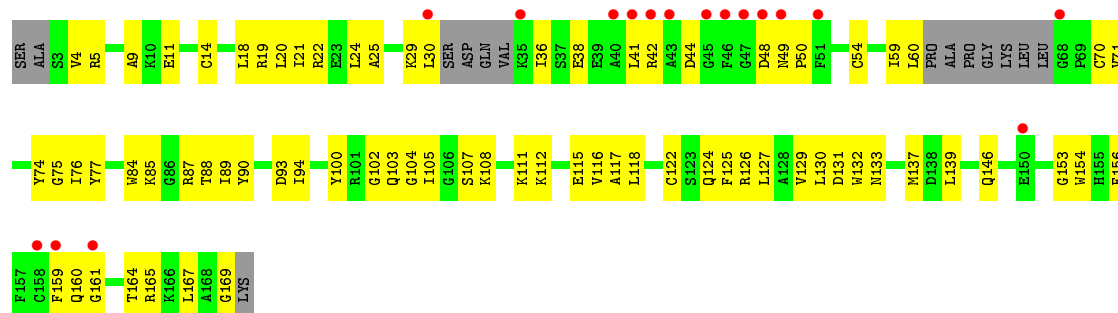 SER ALA S3 V4 R5 A9 K10 E11 C14 L18 R19 L20 I21 R22 E23 L24 A25 K29 L30 SER ASP GLN VAL K35 I36 S37 E38 E39 A40 L41 R42 A43 D44 G45 F46 G47 D48 N49 P50 F51 C54 I59 L60 PRO ALA PRO GLY LYS LEU LEU G68 P69 C70 V71
Y74 G75 I76 Y77 W84 K85 G86 R87 T88 I89 Y90 D93 I94 Y100 R101 G102 Q103 G104 I105 G106 S107 K108 K111 K112 E115 V116 A117 L118 C122 S123 Q124 F125 R126 L127 A128 V129 L130 D131 W132 N133 M137 D138 L139 Q146 E150 G153 W154 H155
F157 C158 F159 Q160 G161 T164 R165 K166 L167 A168 G169 LYS